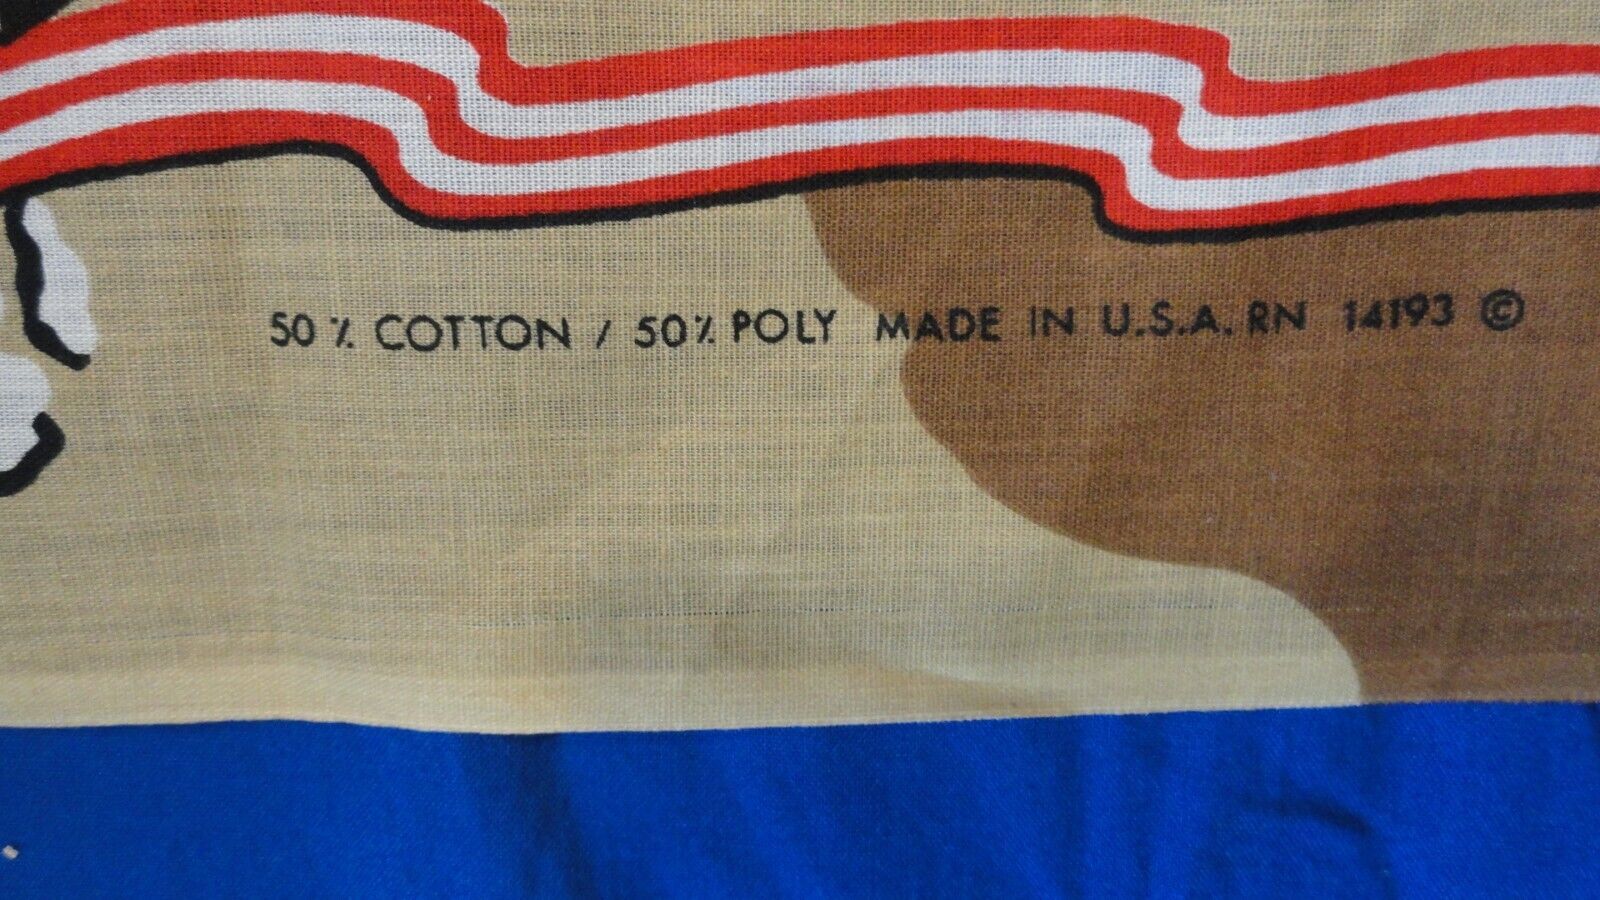 50% COTTON / 50% POLY MADE IN U.S.A. RN 14193 ©